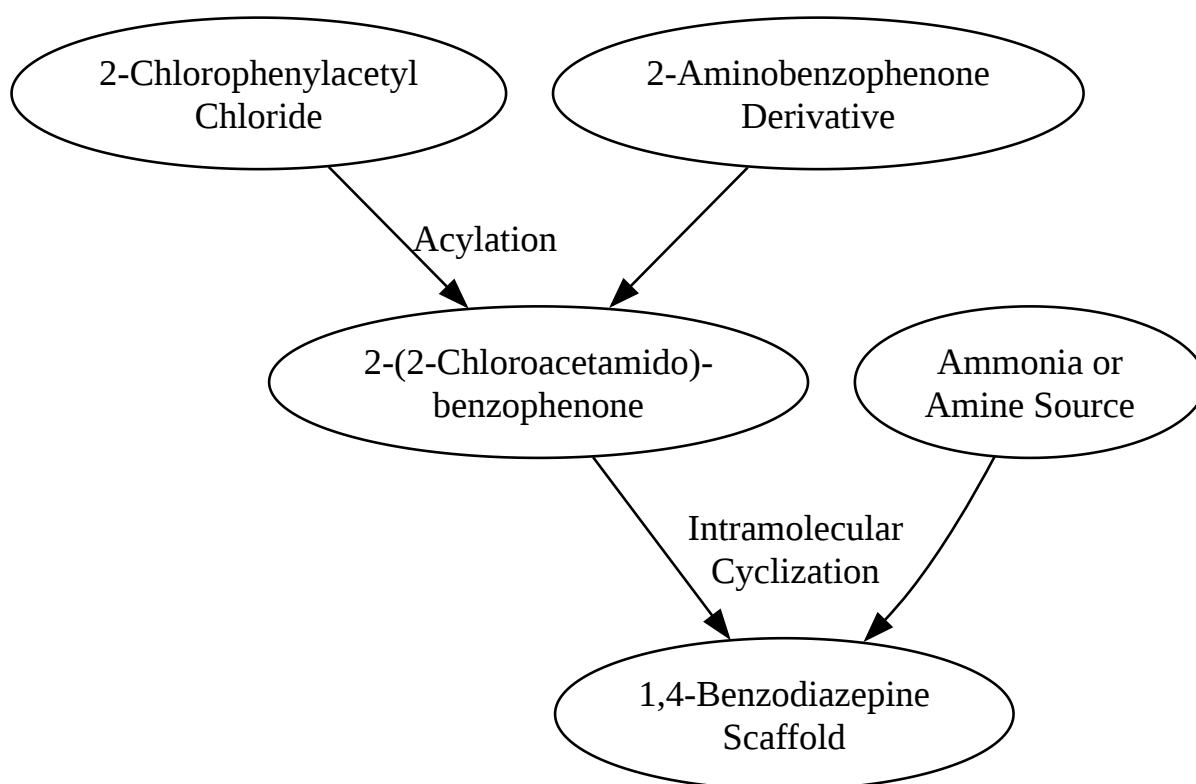 2-Chlorophenylacetyl
Chloride
2-Aminobenzophenone
Derivative
Acylation
2-(2-Chloroacetamido)-
benzophenone
Ammonia or
Amine Source
Intramolecular
Cyclization
1,4-Benzodiazepine
Scaffold